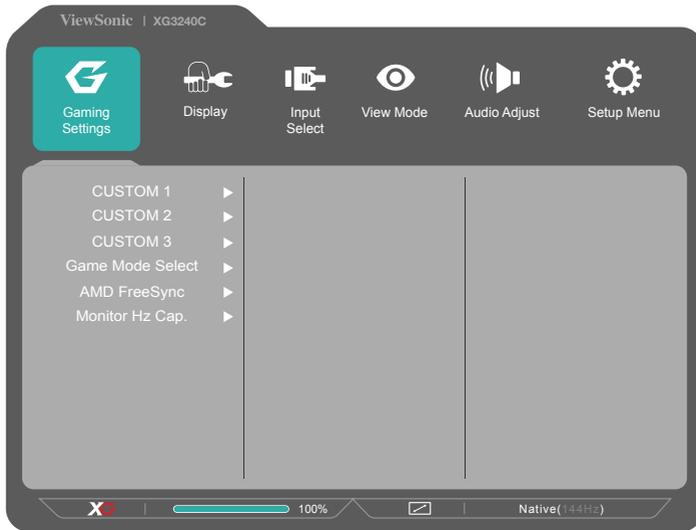 ViewSonic | XG3240C
Gaming
Settings
Display
Input
Select
View Mode
Audio Adjust
Setup Menu
CUSTOM 1
CUSTOM 2
CUSTOM 3
Game Mode Select
AMD FreeSync
Monitor Hz Cap.
XG | 100% | Native(144Hz)